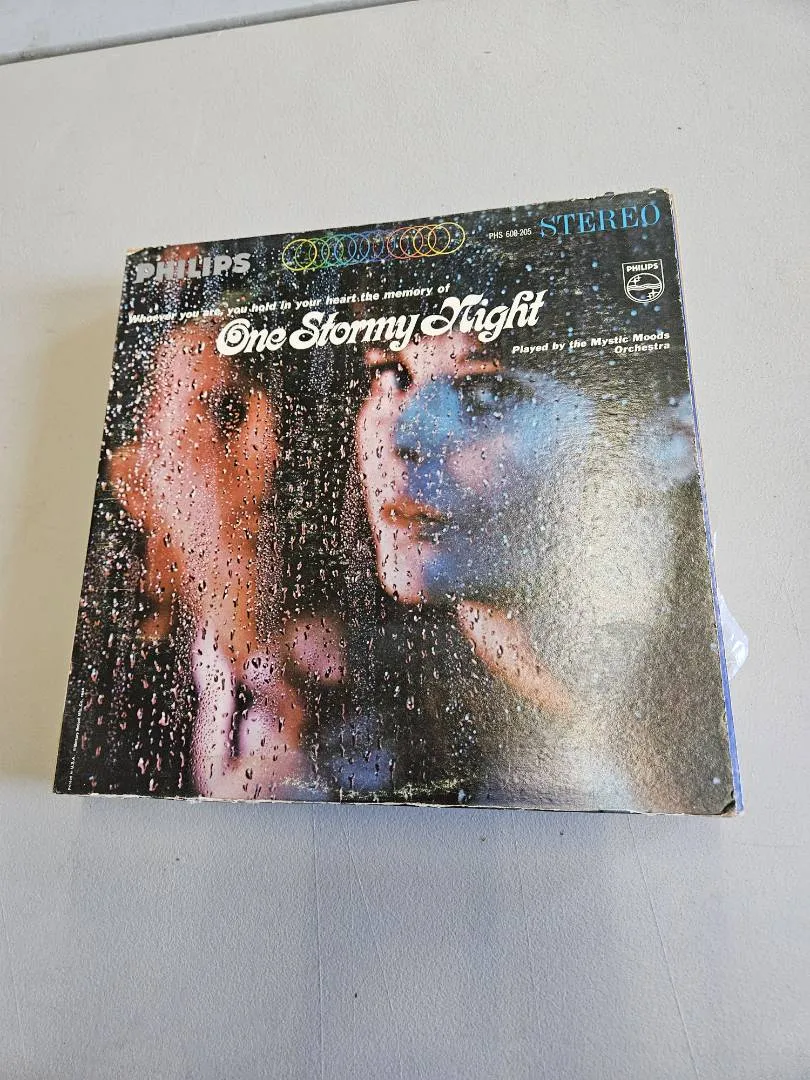 PHILIPS
PHS 600-205 STEREO
PHILIPS
Whoever you are, you hold in your heart the memory of
One Stormy Night
Played by the Mystic Moods
Orchestra